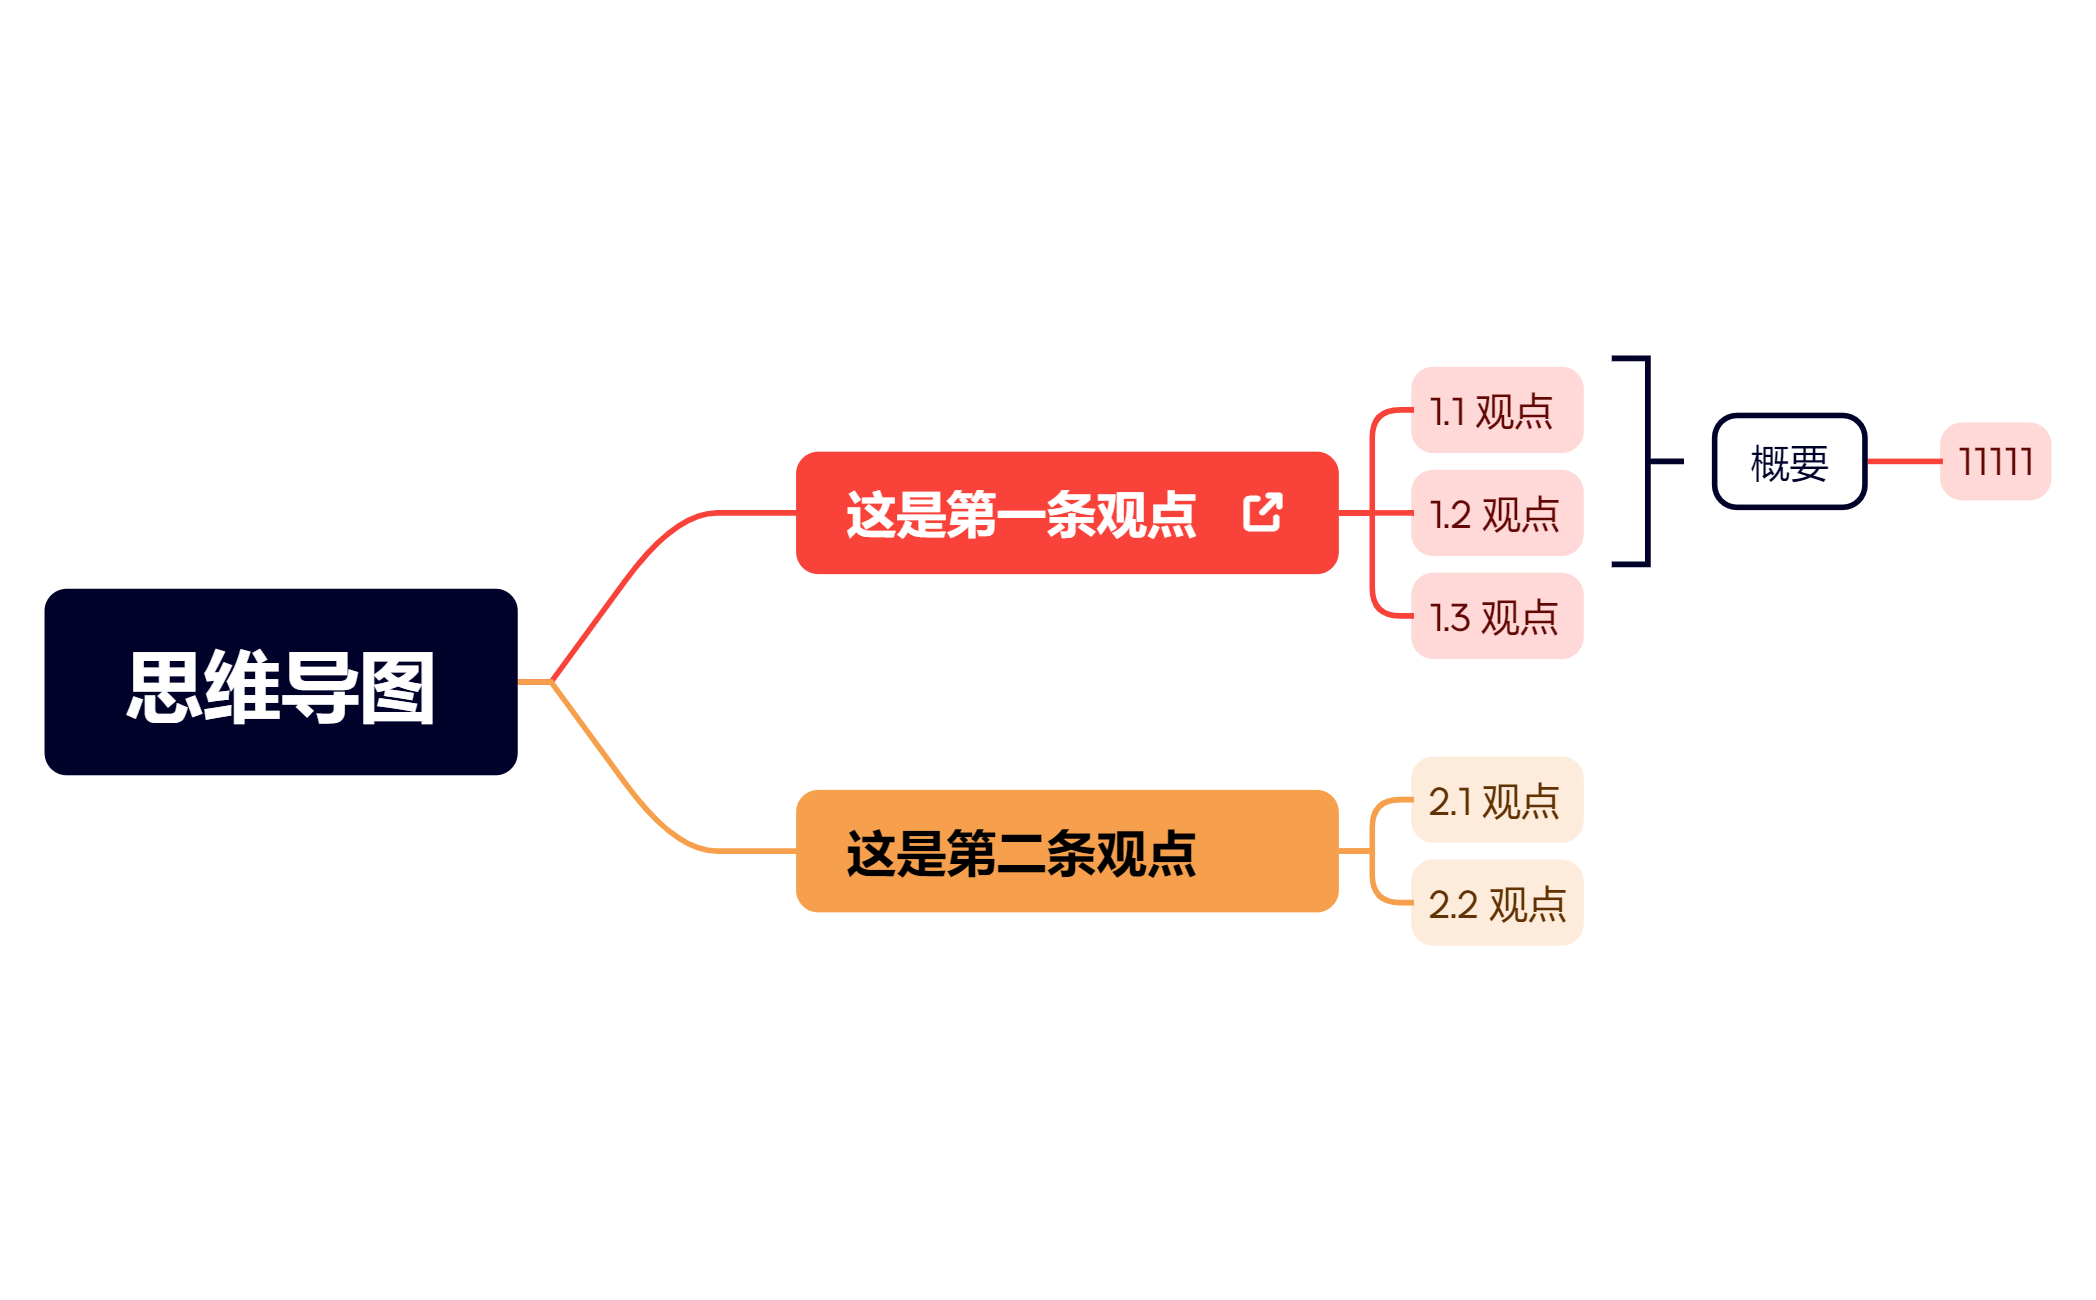 思维导图
这是第一条观点
1.1 观点
1.2 观点
1.3 观点
概要
11111
这是第二条观点
2.1 观点
2.2 观点